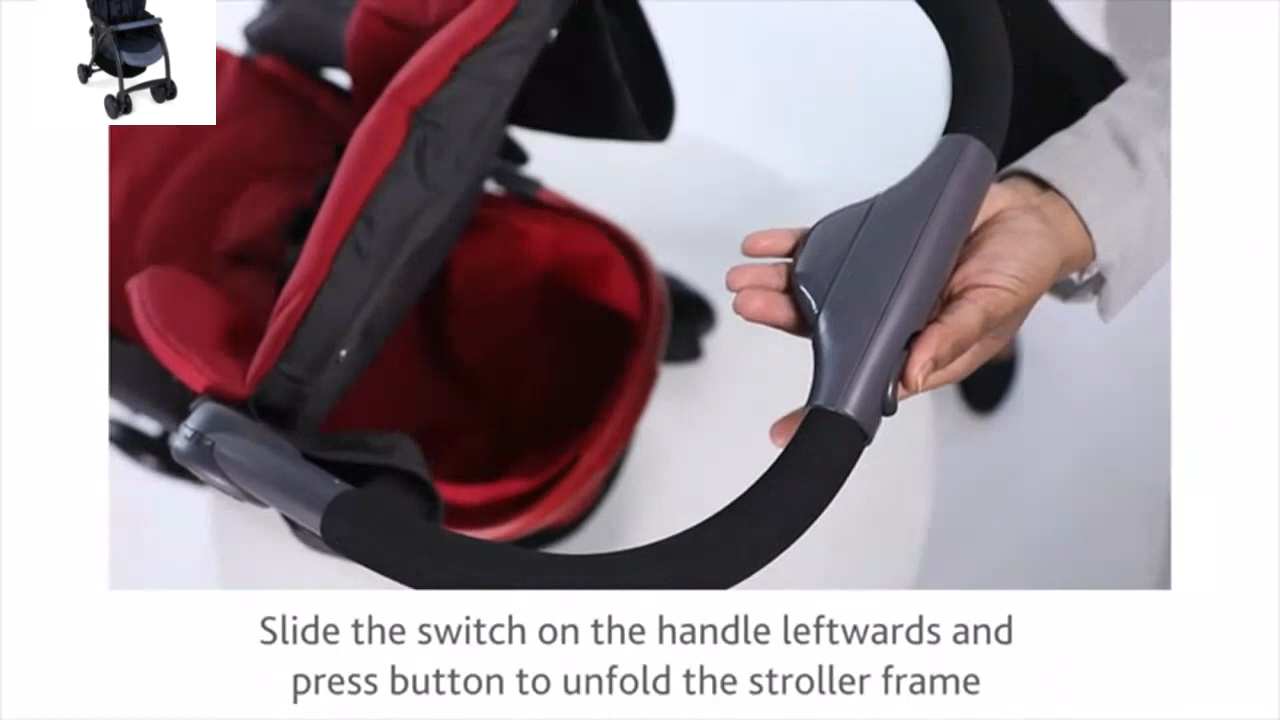 Slide the switch on the handle leftwards and
press button to unfold the stroller frame